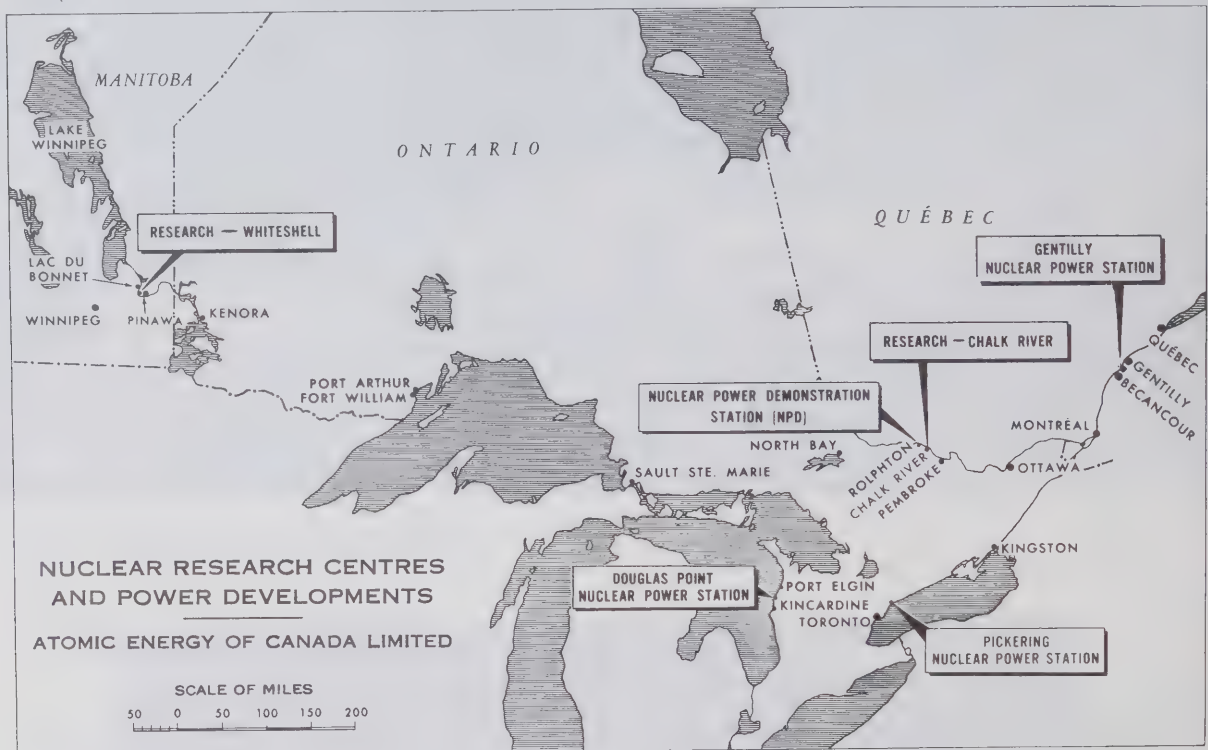 MANITOBA
LAKE
WINNIPEG
ONTARIO
QUÉBEC
RESEARCH — WHITESHELL
LAC DU
BONNET
WINNIPEG
PINAWA
KENORA
PORT ARTHUR
FORT WILLIAM
GENTILLY
NUCLEAR POWER STATION
RESEARCH — CHALK RIVER
NUCLEAR POWER DEMONSTRATION
STATION (NPD)
NORTH BAY
SAULT STE. MARIE
ROLPHTON
CHALK RIVER
PEMBROKE
OTTAWA
MONTRÉAL
QUÉBEC
GENTILLY
BECANCOUR
KINGSTON
DOUGLAS POINT
NUCLEAR POWER STATION
PORT ELGIN
KINCARDINE
TORONTO
PICKERING
NUCLEAR POWER STATION
NUCLEAR RESEARCH CENTRES
AND POWER DEVELOPMENTS
ATOMIC ENERGY OF CANADA LIMITED
SCALE OF MILES
50 0 50 100 150 200